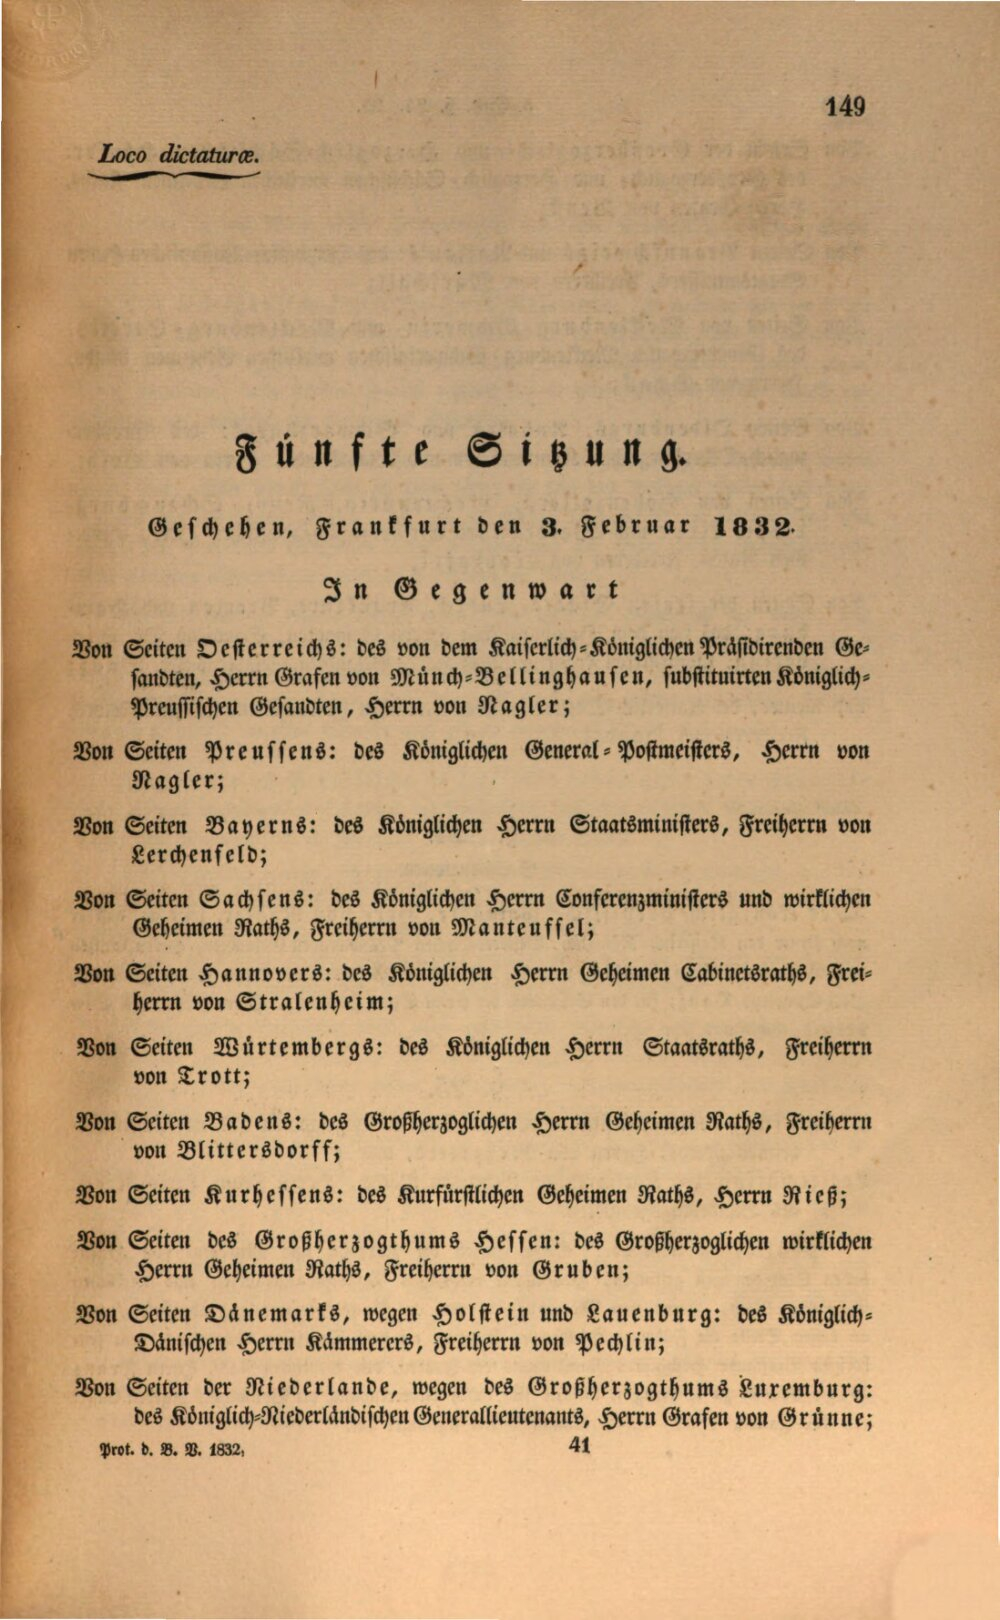 149
Loco dictaturæ.
Fünfte Sitzung.
Geschehen, Frankfurt den 3. Februar 1832.
In Gegenwart
Von Seiten Oesterreichs: des von dem Kaiserlich-Königlichen Präsidirenden Ge-
sandten, Herrn Grafen von Münch-Bellinghausen, substituirten Königlich-
Preussischen Gesandten, Herrn von Nagler;
Von Seiten Preussens: des Königlichen General-Postmeisters, Herrn von
Nagler;
Von Seiten Bayerns: des Königlichen Herrn Staatsministers, Freiherrn von
Lerchenfeld;
Von Seiten Sachsens: des Königlichen Herrn Conferenzministers und wirklichen
Geheimen Raths, Freiherrn von Manteuffel;
Von Seiten Hannovers: des Königlichen Herrn Geheimen Cabinetsraths, Frei-
herrn von Stralenheim;
Von Seiten Würtembergs: des Königlichen Herrn Staatsraths, Freiherrn
von Trott;
Von Seiten Badens: des Großherzoglichen Herrn Geheimen Raths, Freiherrn
von Blittersdorff;
Von Seiten Kurhessens: des Kurfürstlichen Geheimen Raths, Herrn Rieß;
Von Seiten des Großherzogthums Hessen: des Großherzoglichen wirklichen
Herrn Geheimen Raths, Freiherrn von Gruben;
Von Seiten Dänemarks, wegen Holstein und Lauenburg: des Königlich-
Dänischen Herrn Kämmerers, Freiherrn von Pechlin;
Von Seiten der Niederlande, wegen des Großherzogthums Luxemburg:
des Königlich-Niederländischen Generallieutenants, Herrn Grafen von Grünne;
Prot. d. B. V. 1832.
41